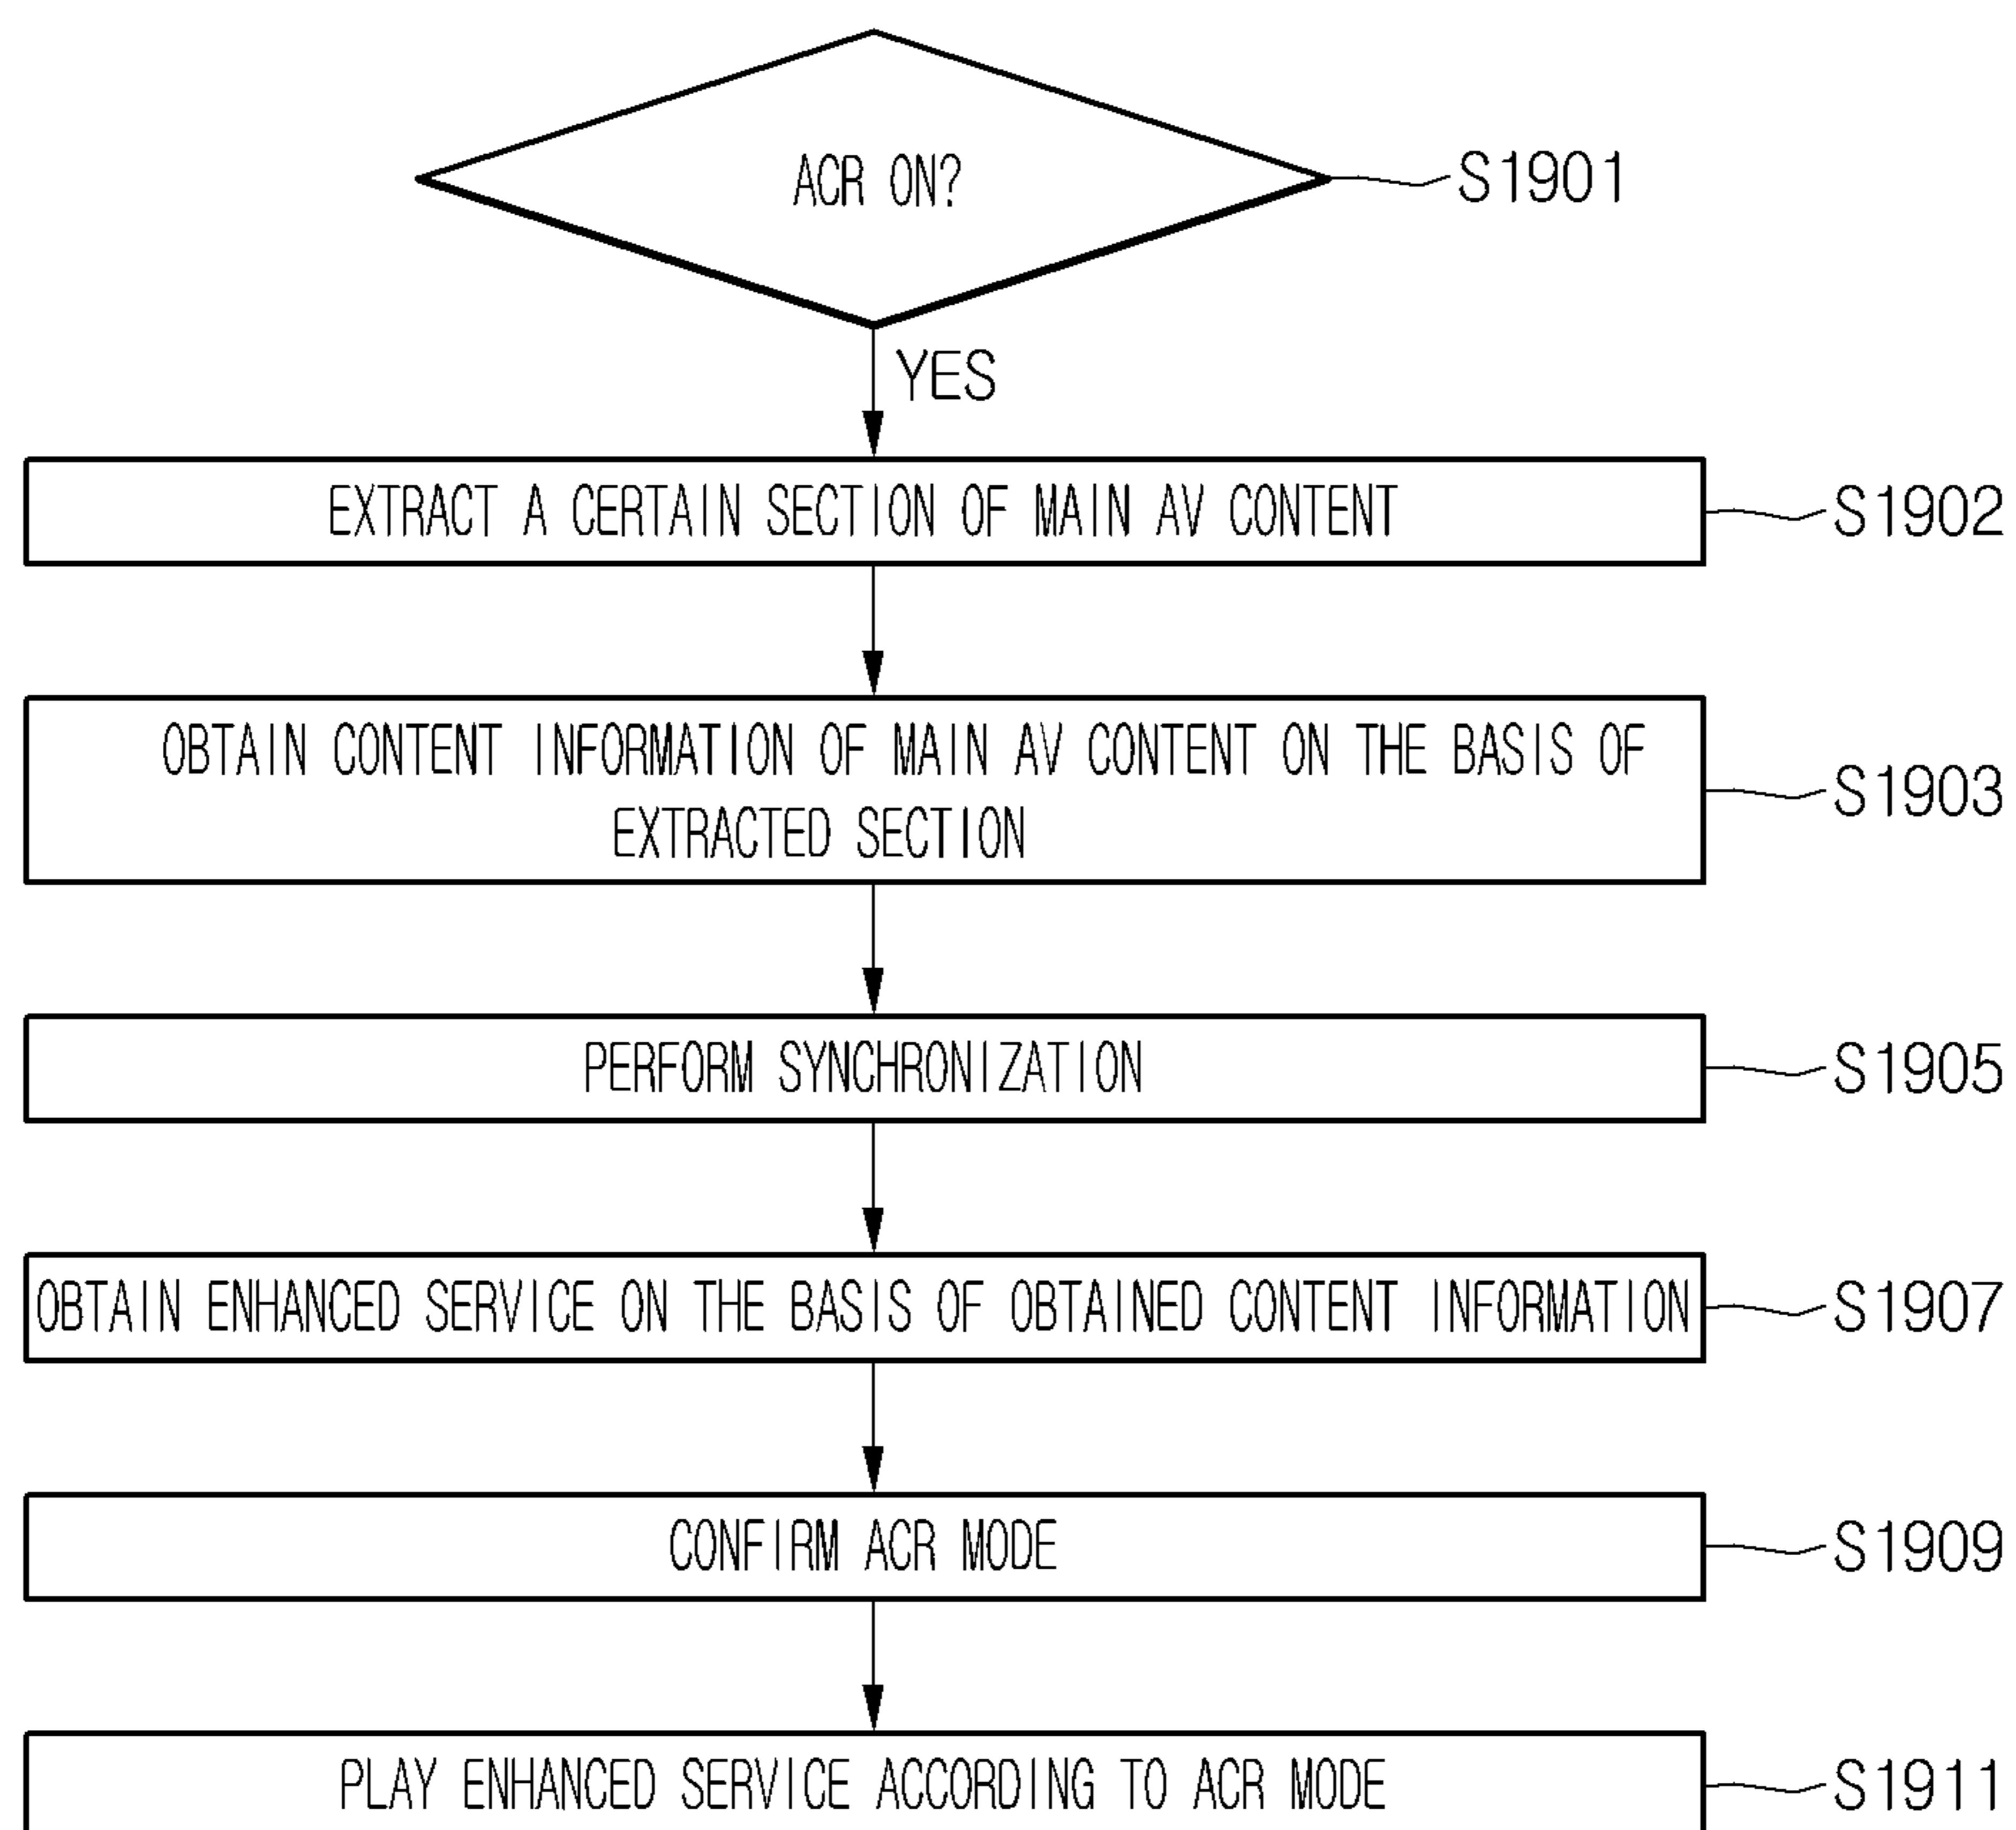 ACR ON?
S1901
YES
EXTRACT A CERTAIN SECTION OF MAIN AV CONTENT
S1902
OBTAIN CONTENT INFORMATION OF MAIN AV CONTENT ON THE BASIS OF
EXTRACTED SECTION
S1903
PERFORM SYNCHRONIZATION
S1905
OBTAIN ENHANCED SERVICE ON THE BASIS OF OBTAINED CONTENT INFORMATION
S1907
CONFIRM ACR MODE
S1909
PLAY ENHANCED SERVICE ACCORDING TO ACR MODE
S1911